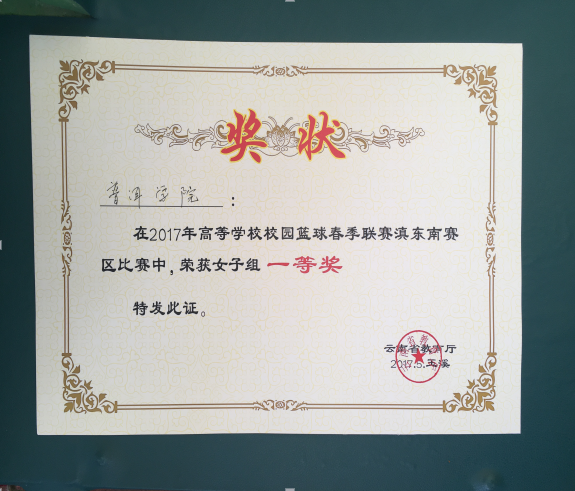 奖状
普洱学院：
在2017年高等学校校园篮球春季联赛滇东南赛
区比赛中，荣获女子组 一等奖
特发此证。
云南省教育厅
2017.5.玉溪